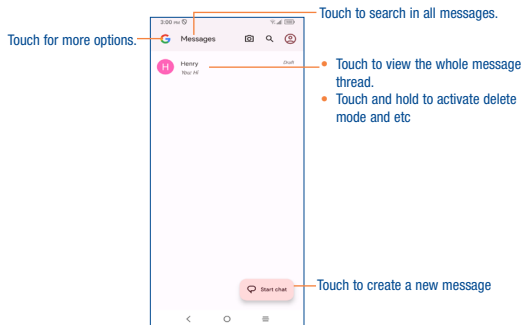 Touch to search in all messages.
3:00 PM
Touch for more options.
Messages
Henry
Draft
You: Hi
• Touch to view the whole message
thread.
• Touch and hold to activate delete
mode and etc
Start chat
Touch to create a new message